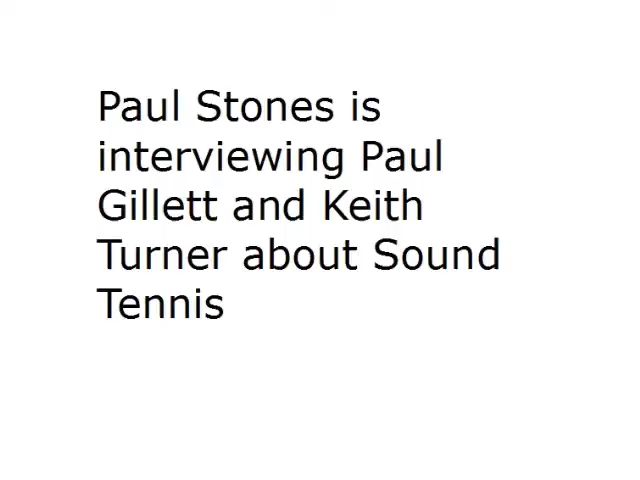 Paul Stones is
interviewing Paul
Gillett and Keith
Turner about Sound
Tennis